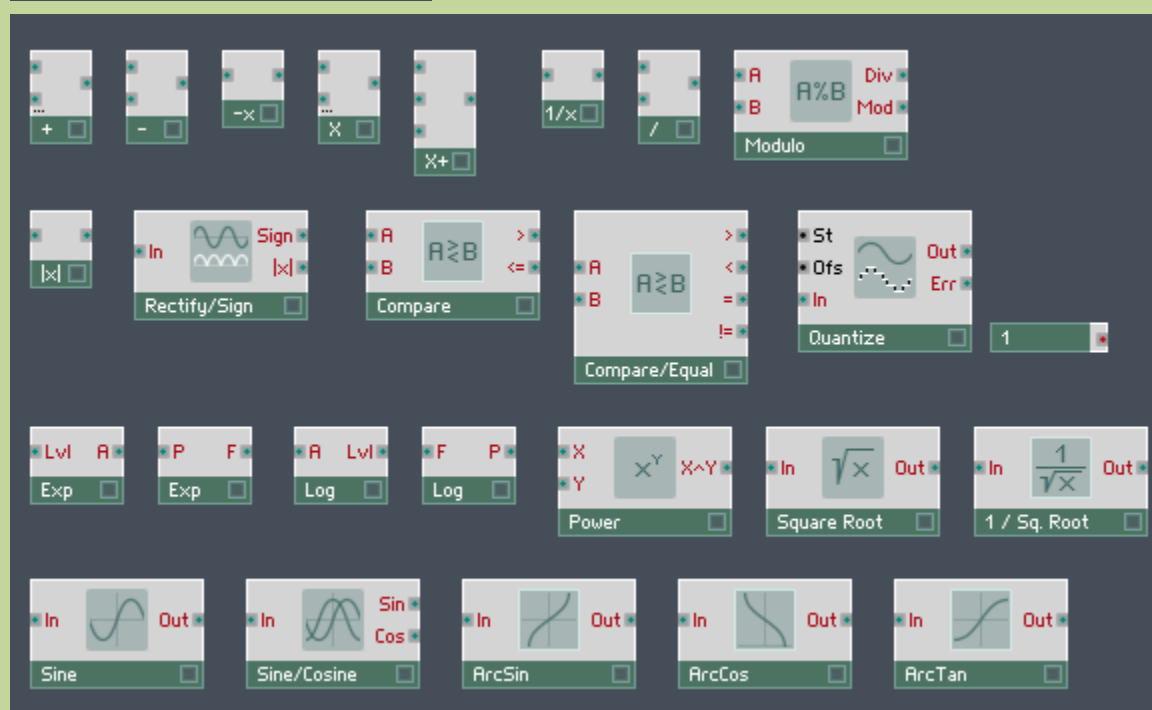 ...
+
-
-x
...
X
X+
1/x
/
A
B
A%B
Div
Mod
Modulo
|x|
In
Sign
|x|
Rectify/Sign
A
B
A≷B
>
<=
Compare
A
B
A≷B
>
<
=
!=
Compare/Equal
St
Ofs
In
Out
Err
Quantize
1
Lvl A
Exp
P F
Exp
A Lvl
Log
F P
Log
X
Y
X^Y
X^Y
Power
In √x Out
Square Root
In 1/√x Out
1 / Sq. Root
In Out
Sine
In
Sin
Cos
Sine/Cosine
In Out
ArcSin
In Out
ArcCos
In Out
ArcTan